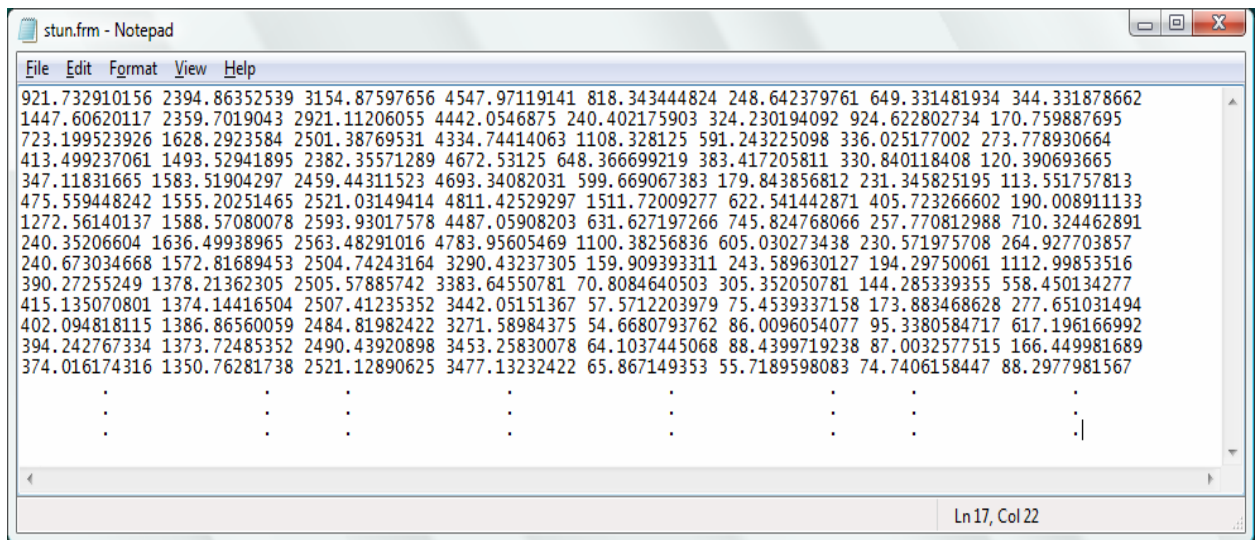 stun.frm - Notepad
File Edit Format View Help
921.732910156 2394.86352539 3154.87597656 4547.97119141 818.343444824 248.642379761 649.331481934 344.331878662
1447.60620117 2359.7019043 2921.11206055 4442.0546875 240.402175903 324.230194092 924.622802734 170.759887695
723.199523926 1628.2923584 2501.38769531 4334.74414063 1108.328125 591.243225098 336.025177002 273.778930664
413.499237061 1493.52941895 2382.35571289 4672.53125 648.366699219 383.417205811 330.840118408 120.390693665
347.11831665 1583.51904297 2459.44311523 4693.34082031 599.669067383 179.843856812 231.345825195 113.551757813
475.559448242 1555.20251465 2521.03149414 4811.42529297 1511.72009277 622.541442871 405.723266602 190.008911133
1272.56140137 1588.57080078 2593.93017578 4487.05908203 631.627197266 745.824768066 257.770812988 710.324462891
240.35206604 1636.49938965 2563.48291016 4783.95605469 1100.38256836 605.030273438 230.571975708 264.927703857
240.673034668 1572.81689453 2504.74243164 3290.43237305 159.909393311 243.589630127 194.29750061 1112.99853516
390.27255249 1378.21362305 2505.57885742 3383.64550781 70.8084640503 305.352050781 144.285339355 558.450134277
415.135070801 1374.14416504 2507.41235352 3442.05151367 57.5712203979 75.4539337158 173.883468628 277.651031494
402.094818115 1386.86560059 2484.81982422 3271.58984375 54.6680793762 86.0096054077 95.3380584717 617.196166992
394.242767334 1373.72485352 2490.43920898 3453.25830078 64.1037445068 88.4399719238 87.0032577515 166.449981689
374.016174316 1350.76281738 2521.12890625 3477.13232422 65.867149353 55.7189598083 74.7406158447 88.2977981567
. . . . . . . .
. . . . . . . .
. . . . . . . .
Ln 17, Col 22